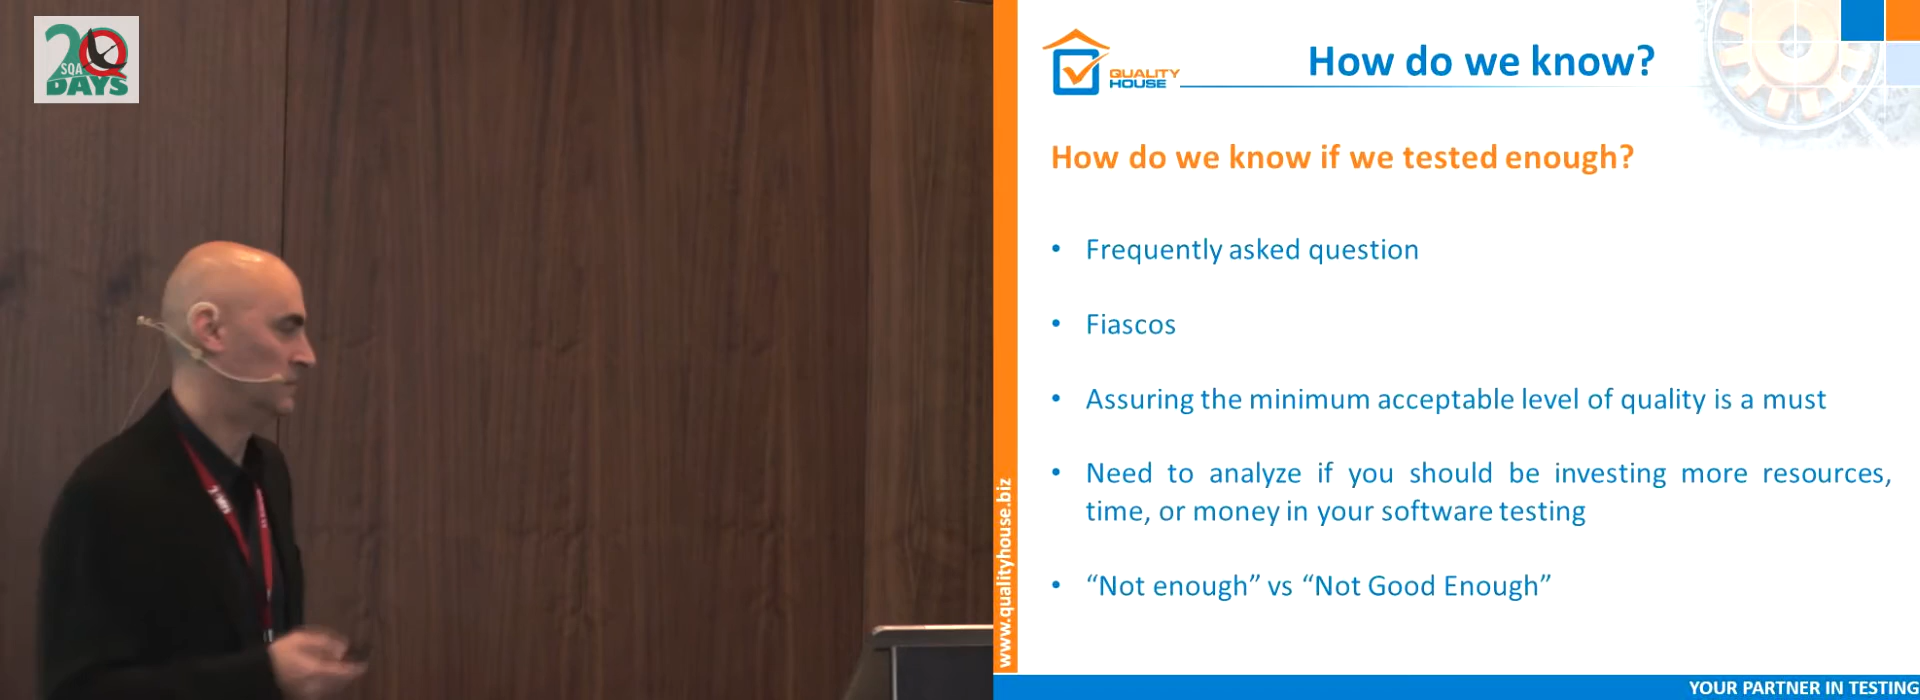 20
SQA
DAYS
QUALITY
HOUSE
How do we know?
How do we know if we tested enough?
• Frequently asked question
• Fiascos
• Assuring the minimum acceptable level of quality is a must
• Need to analyze if you should be investing more resources,
time, or money in your software testing
• “Not enough” vs “Not Good Enough”
www.qualityhouse.biz
YOUR PARTNER IN TESTING